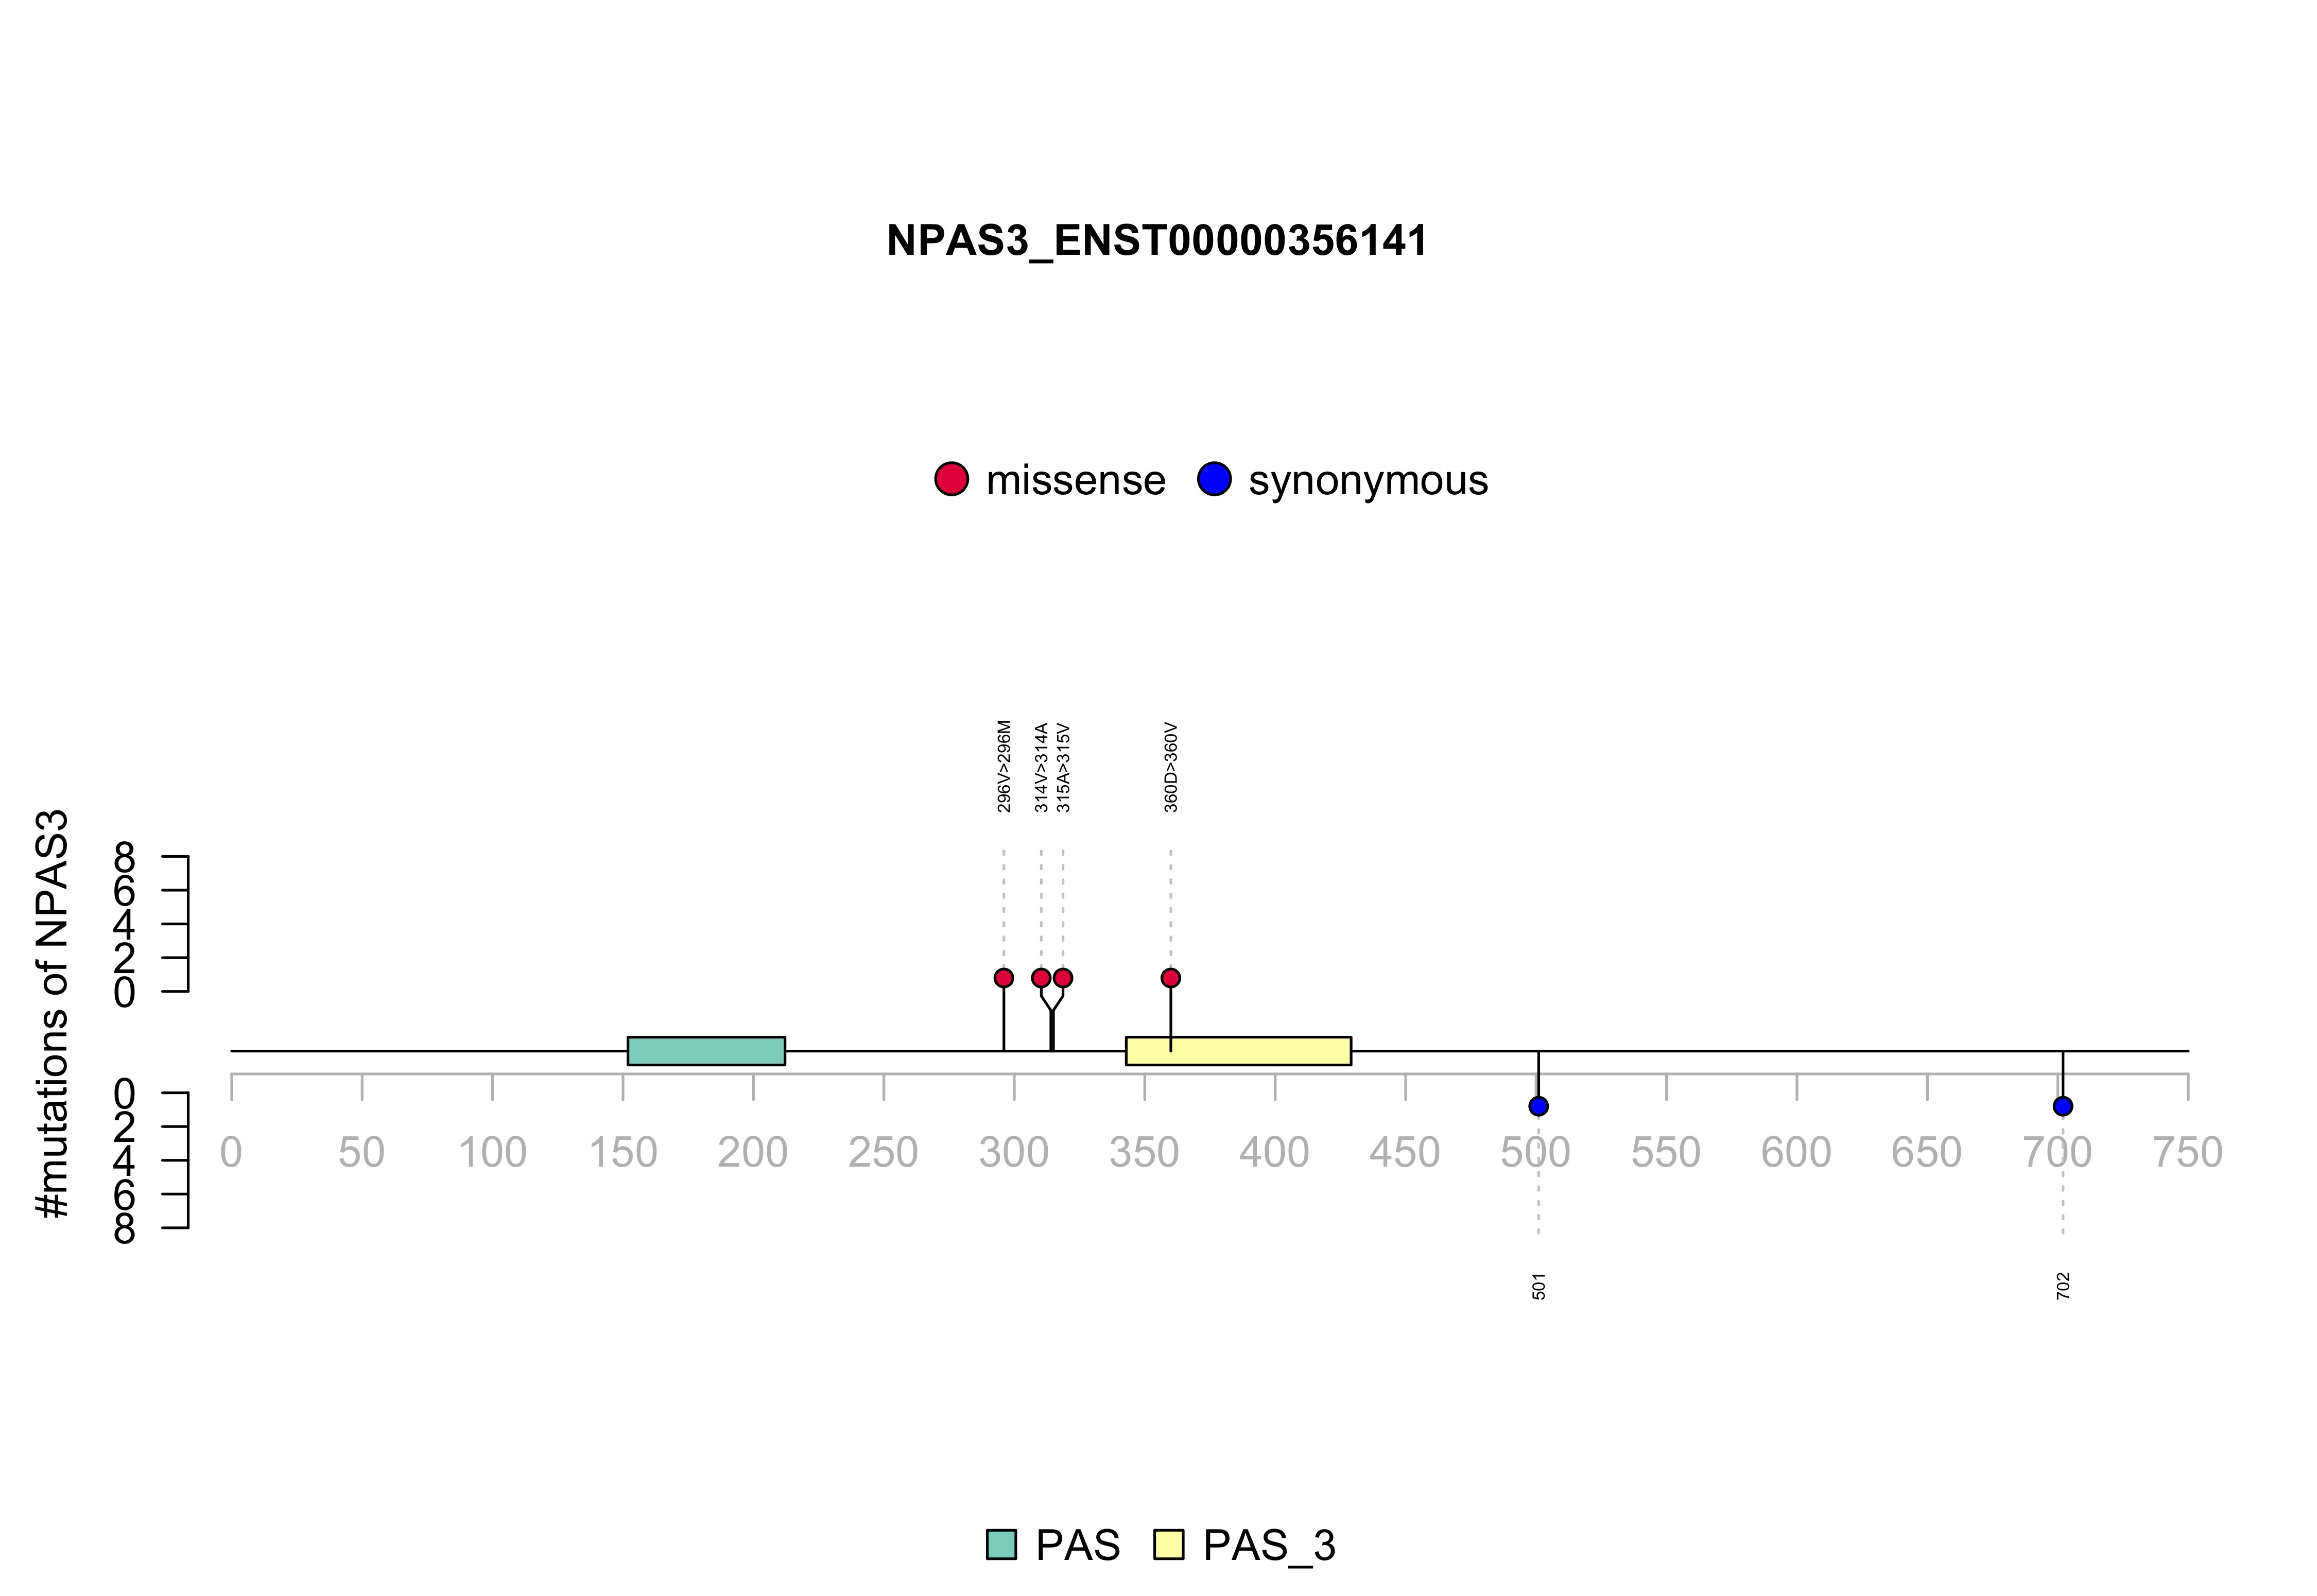 NPAS3_ENST00000356141
missense synonymous
296V>296M
314V>314A
315A>315V
360D>360V
#mutations of NPAS3
8
6
4
2
0
0
2
4
6
8
0 50 100 150 200 250 300 350 400 450 500 550 600 650 700 750
501
702
PAS PAS_3